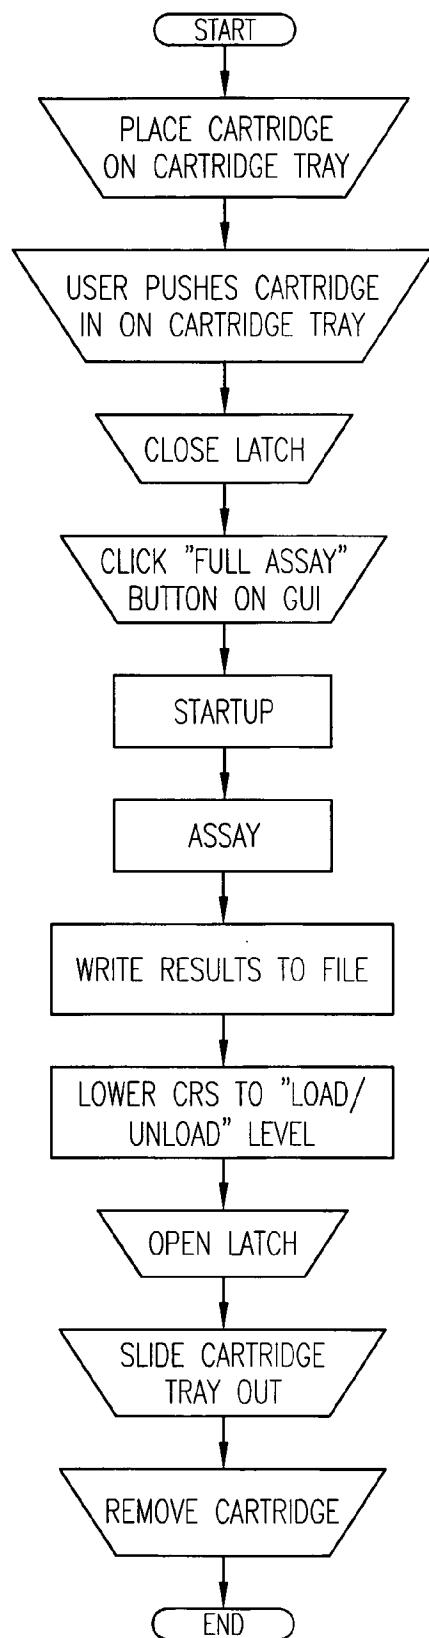 START
PLACE CARTRIDGE
ON CARTRIDGE TRAY
USER PUSHES CARTRIDGE
IN ON CARTRIDGE TRAY
CLOSE LATCH
CLICK "FULL ASSAY"
BUTTON ON GUI
STARTUP
ASSAY
WRITE RESULTS TO FILE
LOWER CRS TO "LOAD/
UNLOAD" LEVEL
OPEN LATCH
SLIDE CARTRIDGE
TRAY OUT
REMOVE CARTRIDGE
END